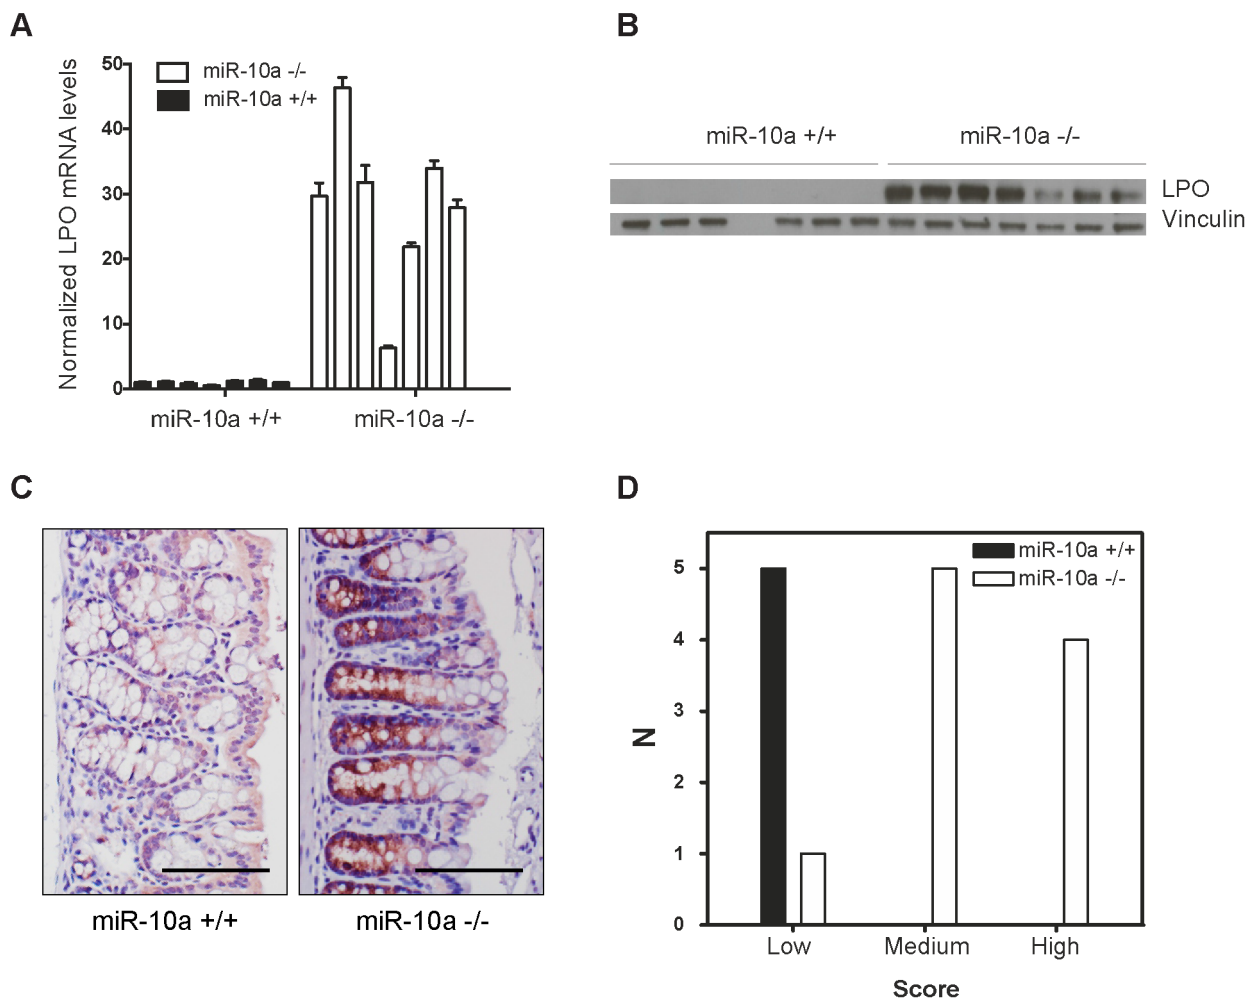 A
Normalized LPO mRNA levels
50
40
30
20
10
0
miR-10a -/-
miR-10a +/+
miR-10a +/+
miR-10a -/-
B
miR-10a +/+
miR-10a -/-
LPO
Vinculin
C
miR-10a +/+
miR-10a -/-
D
N
5
4
3
2
1
0
miR-10a +/+
miR-10a -/-
Low
Medium
High
Score